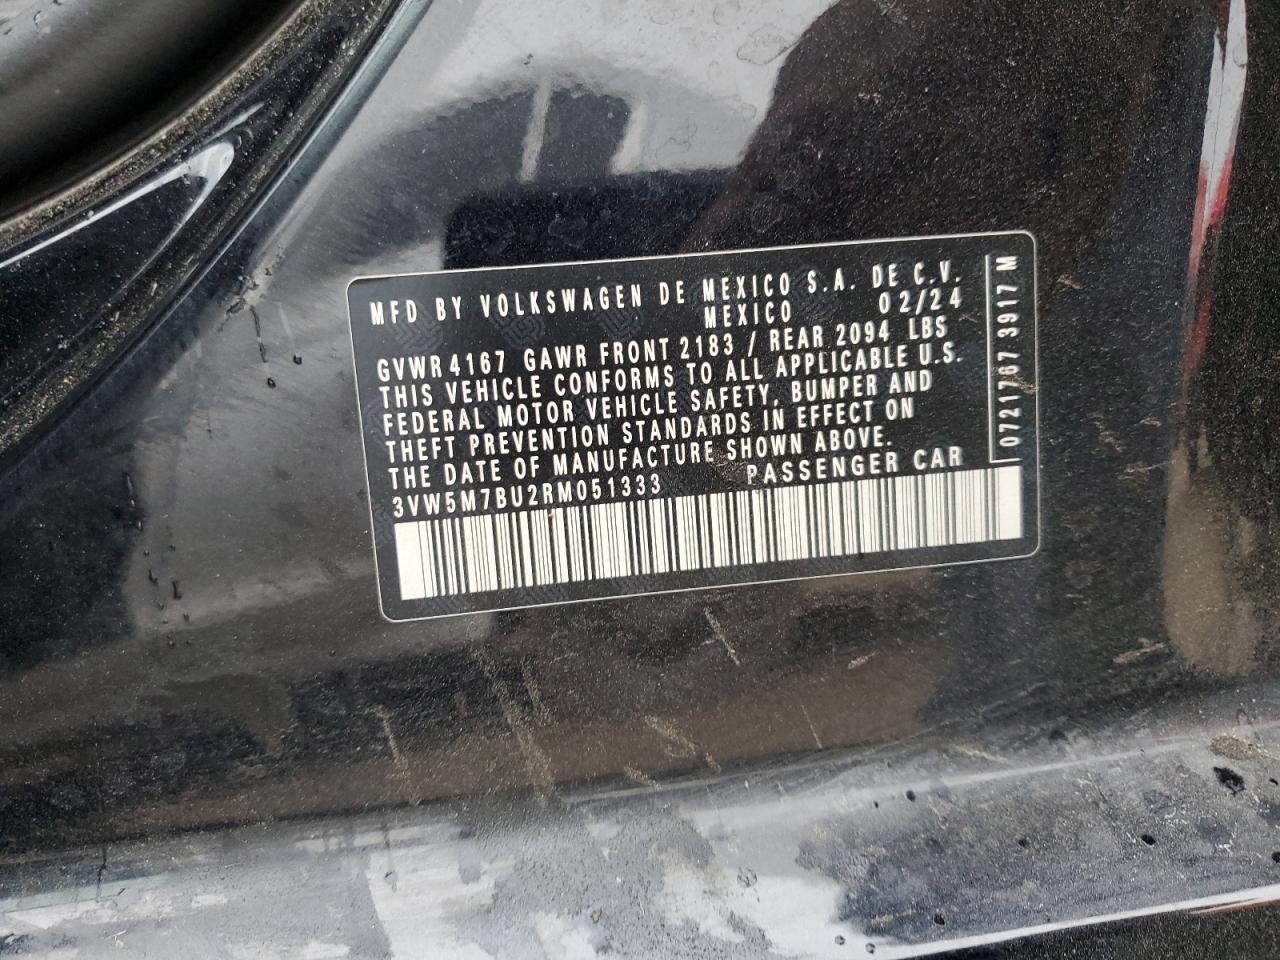 MFD BY VOLKSWAGEN DE MEXICO S.A. DE C.V.
MEXICO 02/24
GVWR 4167 GAWR FRONT 2183 / REAR 2094 LBS
THIS VEHICLE CONFORMS TO ALL APPLICABLE U.S.
FEDERAL MOTOR VEHICLE SAFETY, BUMPER AND
THEFT PREVENTION STANDARDS IN EFFECT ON
THE DATE OF MANUFACTURE SHOWN ABOVE.
3VW5M7BU2RM051333 PASSENGER CAR
0721767 3917 M